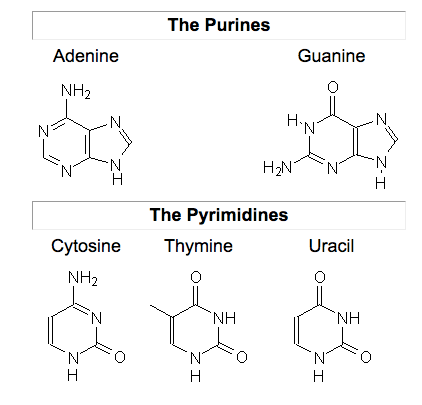 The Purines
Adenine Guanine
NH2 O
N N H N N
N N H H2N N N H
The Pyrimidines
Cytosine Thymine Uracil
NH2 O O
N NH NH
N O N O N O
H H H